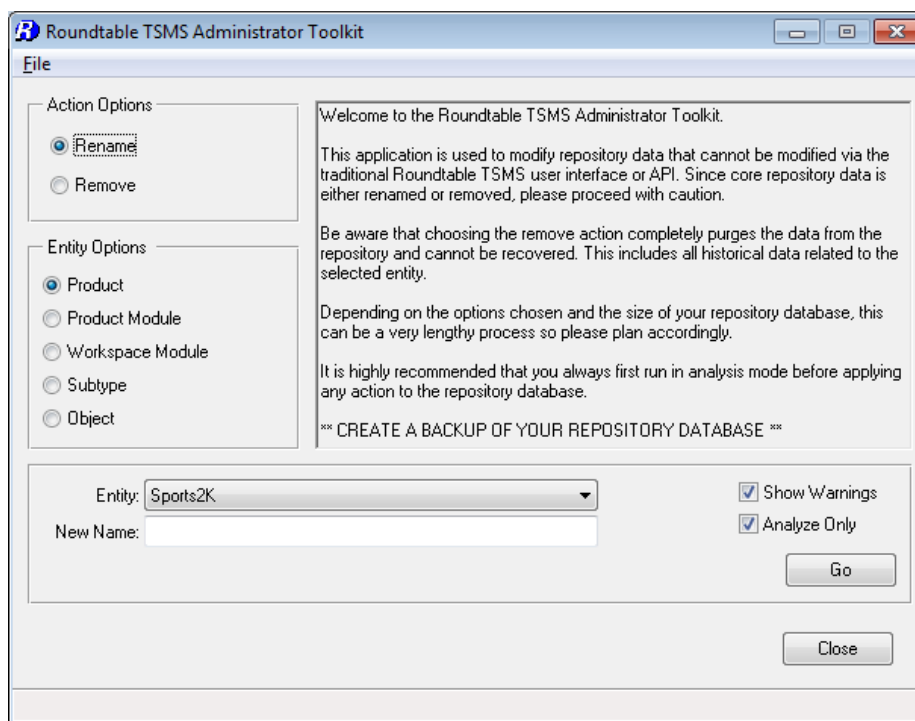 Roundtable TSMS Administrator Toolkit
File
Action Options
Rename
Remove
Entity Options
Product
Product Module
Workspace Module
Subtype
Object
Welcome to the Roundtable TSMS Administrator Toolkit.
This application is used to modify repository data that cannot be modified via the
traditional Roundtable TSMS user interface or API. Since core repository data is
either renamed or removed, please proceed with caution.
Be aware that choosing the remove action completely purges the data from the
repository and cannot be recovered. This includes all historical data related to the
selected entity.
Depending on the options chosen and the size of your repository database, this
can be a very lengthy process so please plan accordingly.
It is highly recommended that you always first run in analysis mode before applying
any action to the repository database.
** CREATE A BACKUP OF YOUR REPOSITORY DATABASE **
Entity: Sports2K
New Name:
Show Warnings
Analyze Only
Go
Close